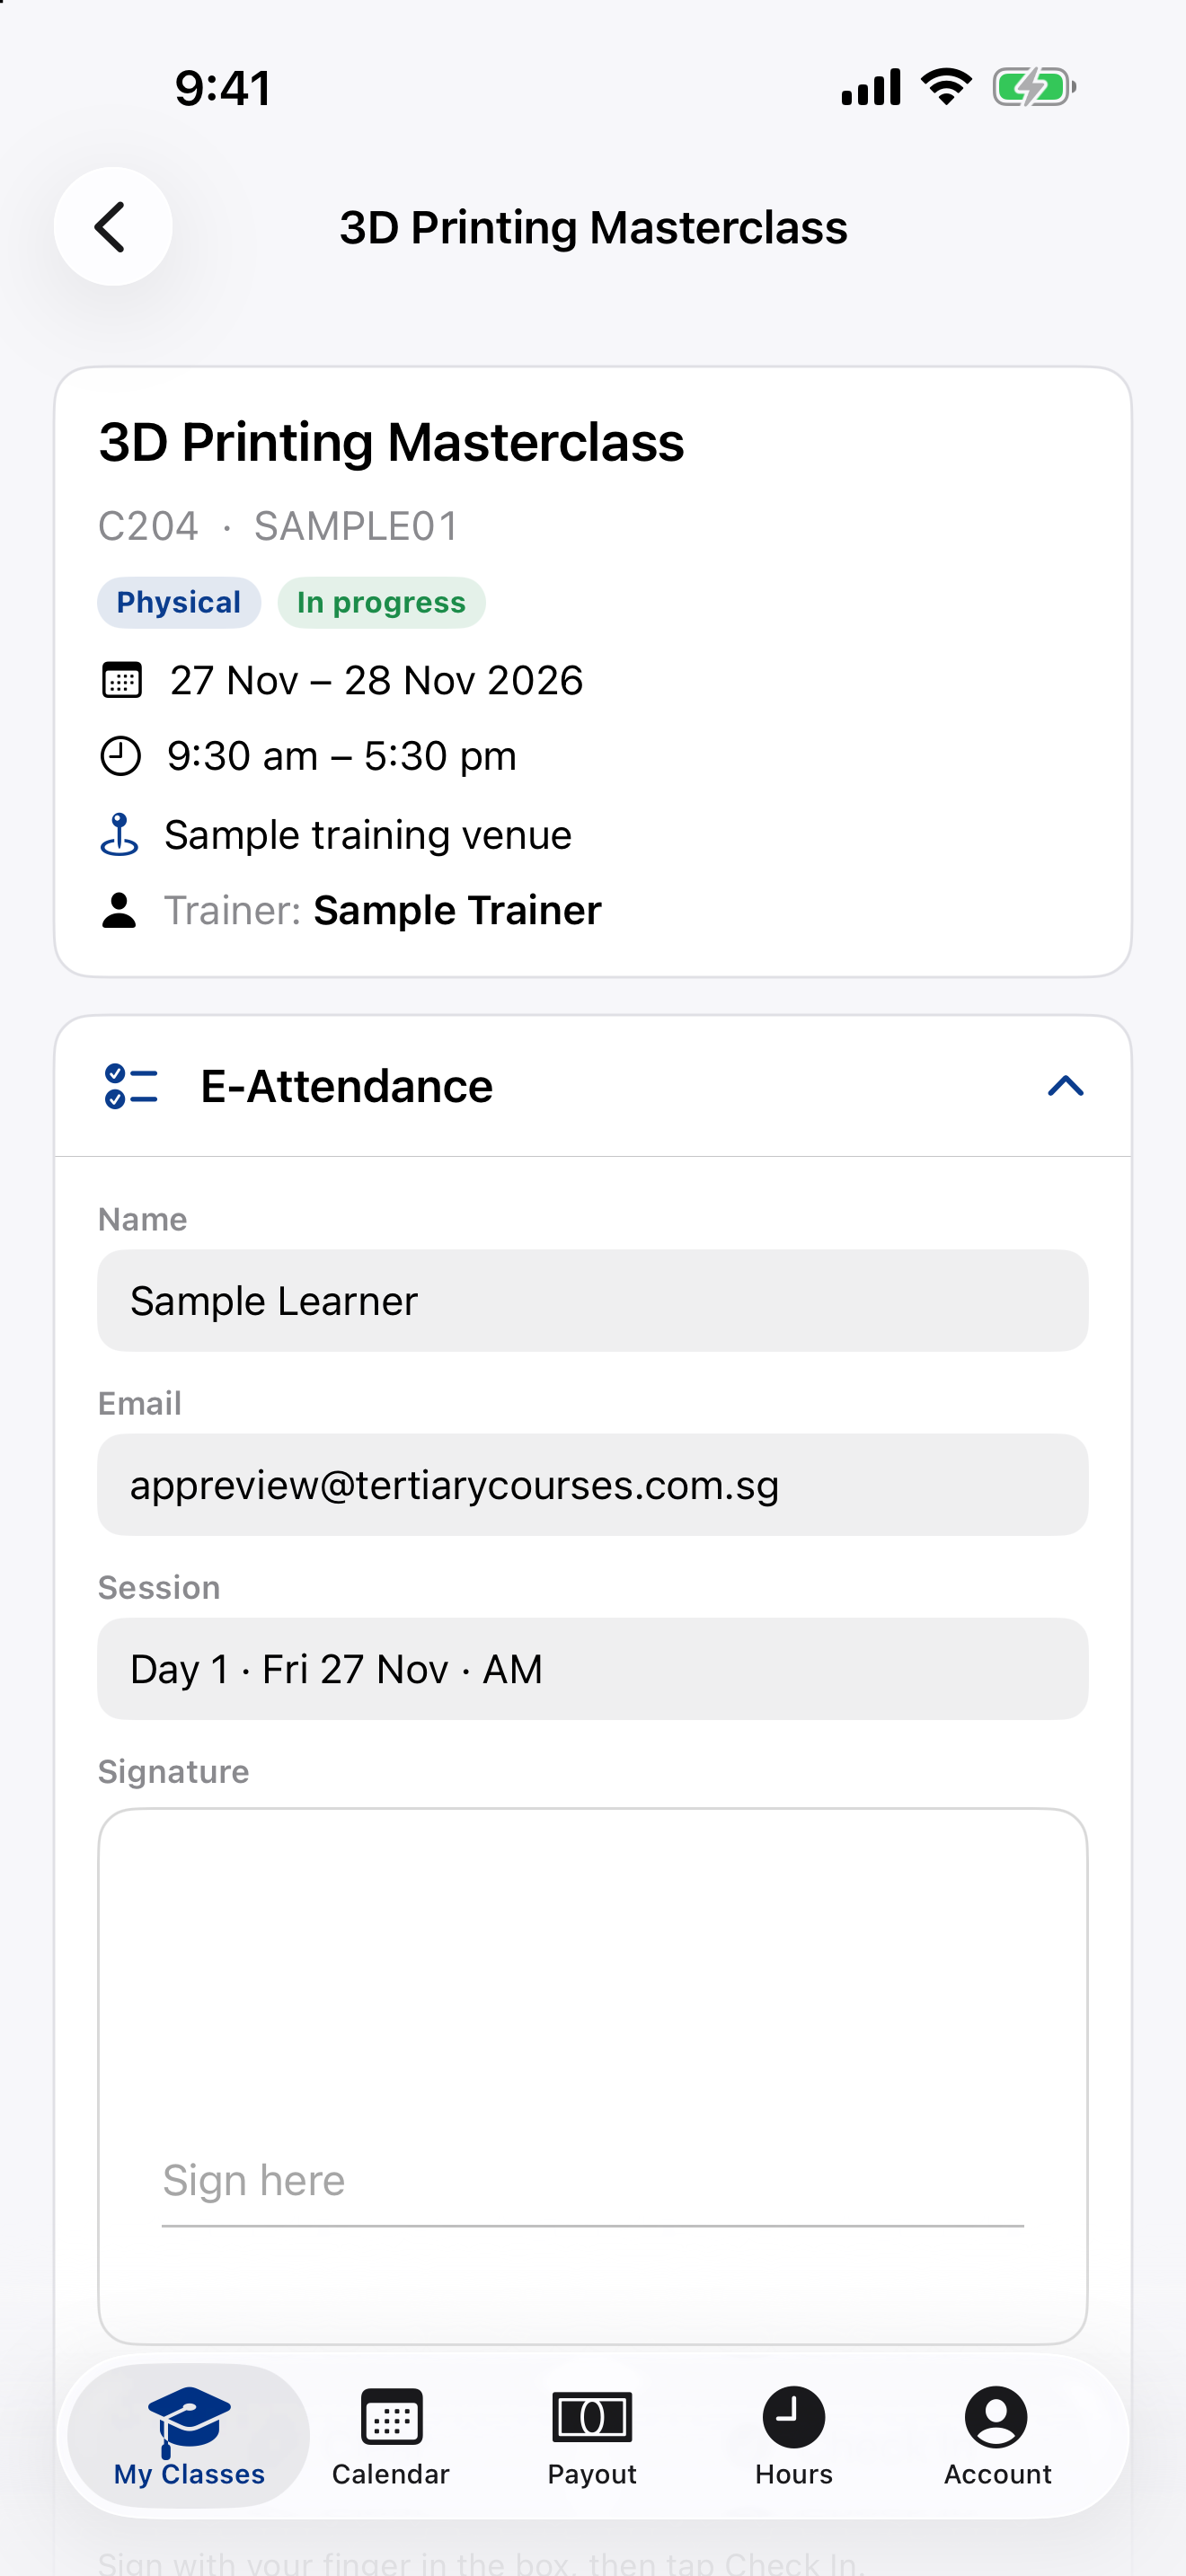 9:41
3D Printing Masterclass
3D Printing Masterclass
C204 · SAMPLE01
Physical In progress
27 Nov – 28 Nov 2026
9:30 am – 5:30 pm
Sample training venue
Trainer: Sample Trainer
E-Attendance
Name
Sample Learner
Email
appreview@tertiarycourses.com.sg
Session
Day 1 · Fri 27 Nov · AM
Signature
Sign here
My Classes Calendar Payout Hours Account
Sign with your finger in the box, then tap Check In.